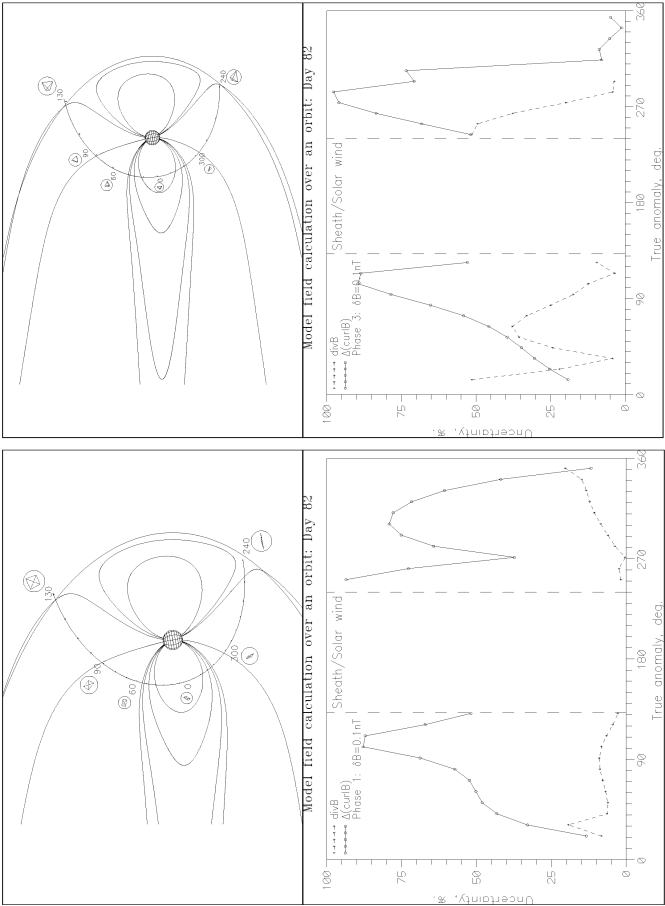 Model field calculation over an orbit: Day 82
130
90
60
0
300
240
Uncertainty, %.
100
75
50
25
0
divB
Δ(curlB)
Phase 1: δB=0.1nT
Sheath/Solar wind
0
90
180
270
360
True anomaly, deg.
Model field calculation over an orbit: Day 82
130
90
60
0
300
240
Uncertainty, %.
100
75
50
25
0
divB
Δ(curlB)
Phase 3: δB=0.1nT
Sheath/Solar wind
0
90
180
270
360
True anomaly, deg.